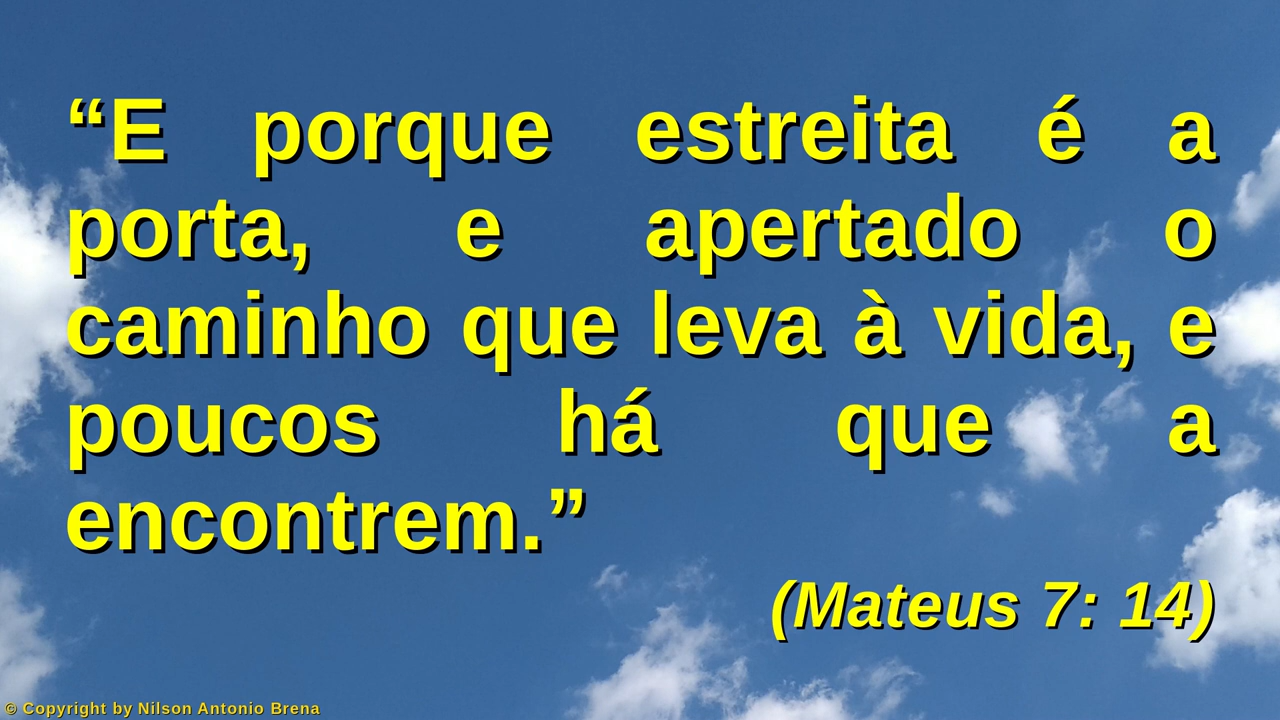 “E porque estreita é a
porta, e apertado o
caminho que leva à vida, e
poucos há que a
encontrem.”
(Mateus 7: 14)
© Copyright by Nilson Antonio Brena